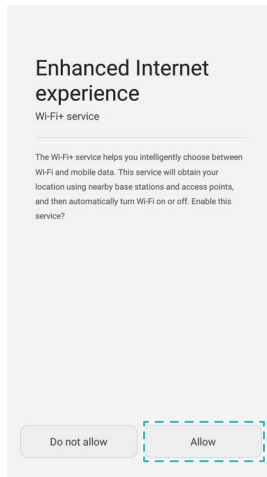 Enhanced Internet
experience
Wi-Fi+ service
The Wi-Fi+ service helps you intelligently choose between
Wi-Fi and mobile data. This service will obtain your
location using nearby base stations and access points,
and then automatically turn Wi-Fi on or off. Enable this
service?
Do not allow
Allow